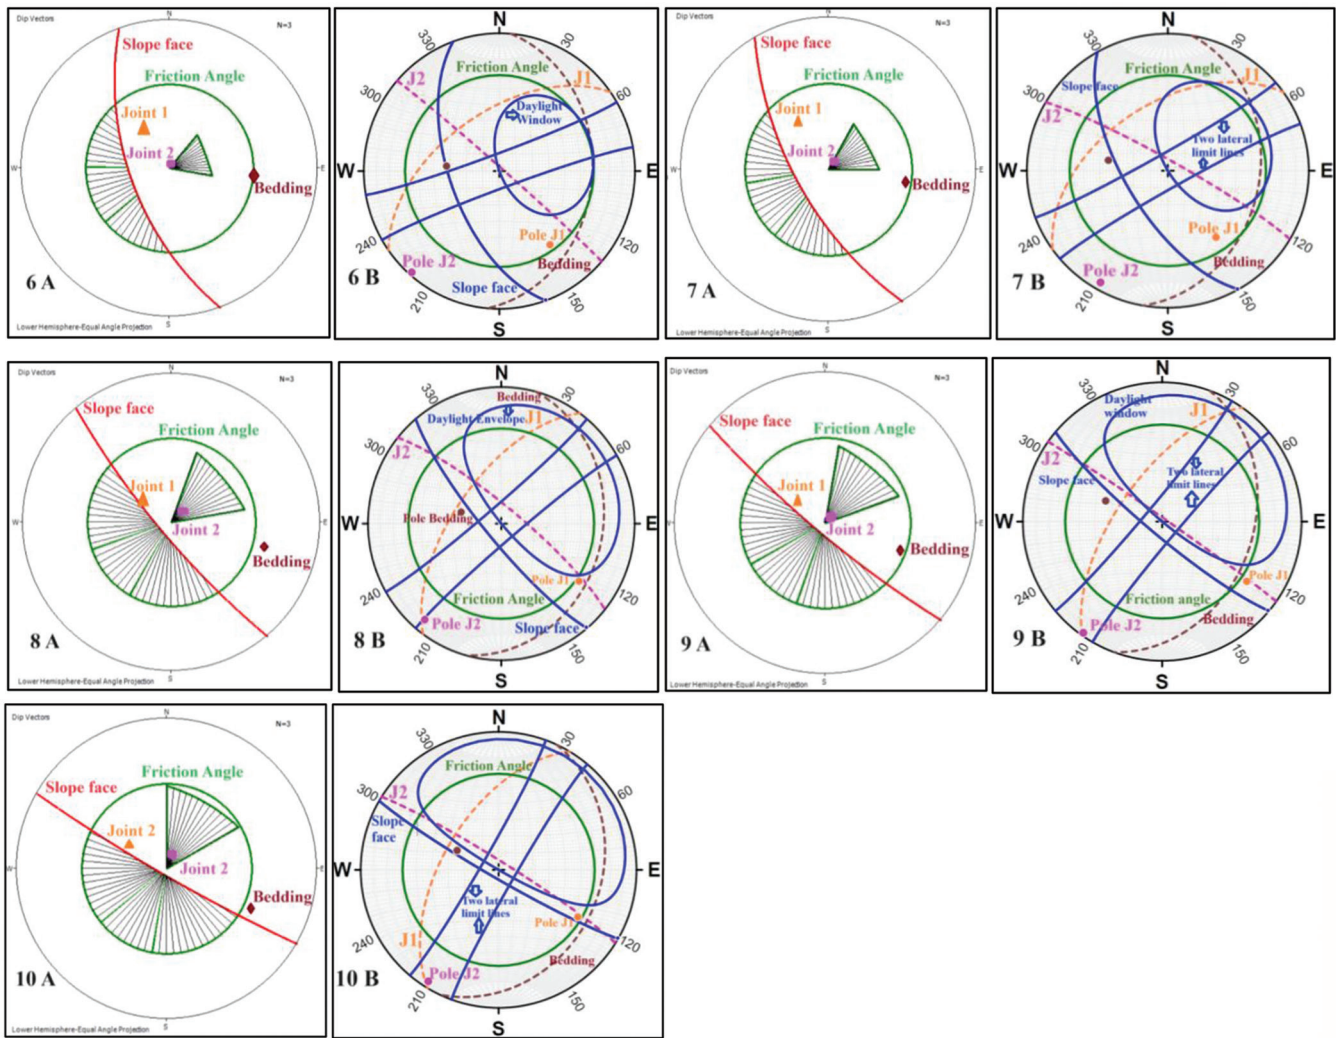 Dip Vectors
N
N=3
Slope face
Friction Angle
Joint 1
Joint 2
W
E
Bedding
6 A
S
Lower Hemisphere-Equal Angle Projection
N
330
30
J2
Friction Angle
J1
300
60
Daylight
Window
W
E
240
Pole J1
120
Pole J2
Bedding
6 B
Slope face
210
150
S
Dip Vectors
N
N=3
Slope face
Friction Angle
Joint 1
Joint 2
W
E
Bedding
7 A
S
Lower Hemisphere-Equal Angle Projection
N
330
30
Friction Angle
J1
Slope face
300
60
J2
Two lateral
limit lines
W
E
Pole J1
240
120
Pole J2
Bedding
7 B
210
150
S
Dip Vectors
N
N=3
Slope face
Friction Angle
Joint 1
Joint 2
W
E
Bedding
8 A
S
Lower Hemisphere-Equal Angle Projection
N
Bedding
330
30
Daylight Envelope
J1
300
60
J2
Pole Bedding
W
E
Pole J1
240
120
Friction Angle
Pole J2
Slope face
8 B
210
150
S
Dip Vectors
N
N=3
Slope face
Friction Angle
Joint 1
Joint 2
W
E
Bedding
9 A
S
Lower Hemisphere-Equal Angle Projection
N
330
30
Daylight
window
J1
300
60
J2
Slope face
Two lateral
limit lines
W
E
Pole J1
240
120
Friction angle
Bedding
Pole J2
9 B
210
150
S
Dip Vectors
N
N=3
Slope face
Friction Angle
Joint 2
Joint 2
W
E
Bedding
10 A
S
Lower Hemisphere-Equal Angle Projection
N
330
30
Friction Angle
300
60
J2
Slope
face
W
E
Two lateral
limit lines
Pole J1
240
120
J1
Bedding
Pole J2
10 B
210
150
S